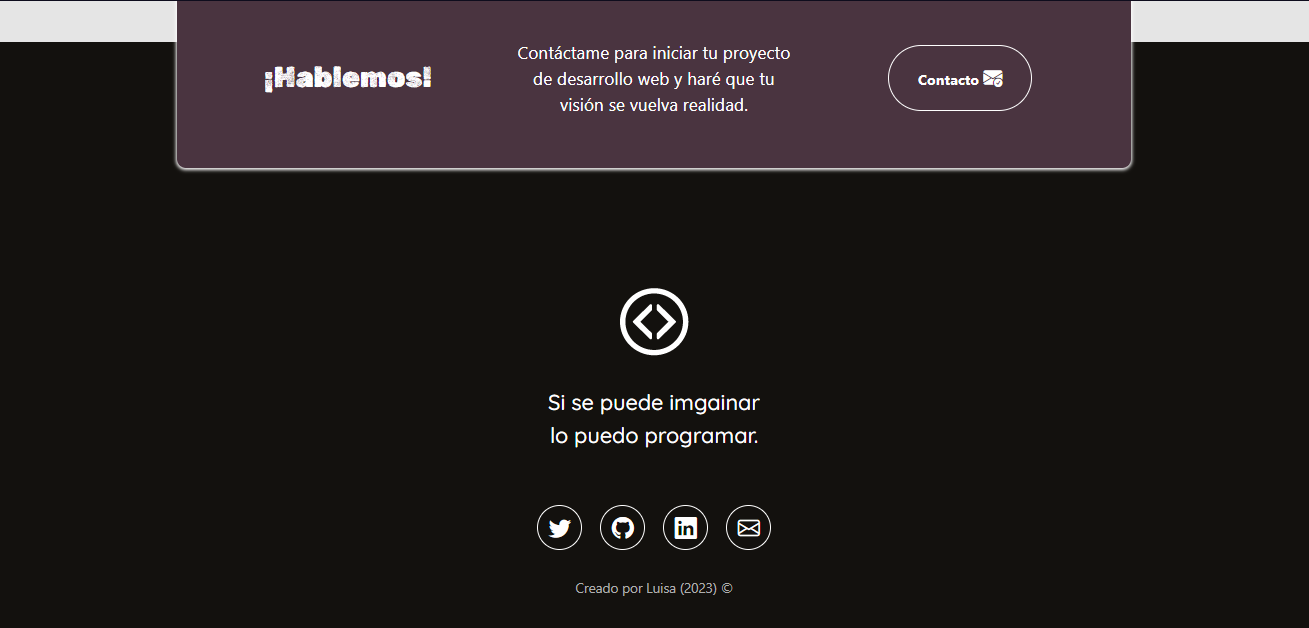 ¡Hablemos!
Contáctame para iniciar tu proyecto
de desarrollo web y haré que tu
visión se vuelva realidad.
Contacto
Si se puede imgainar
lo puedo programar.
in
Creado por Luisa (2023) ©